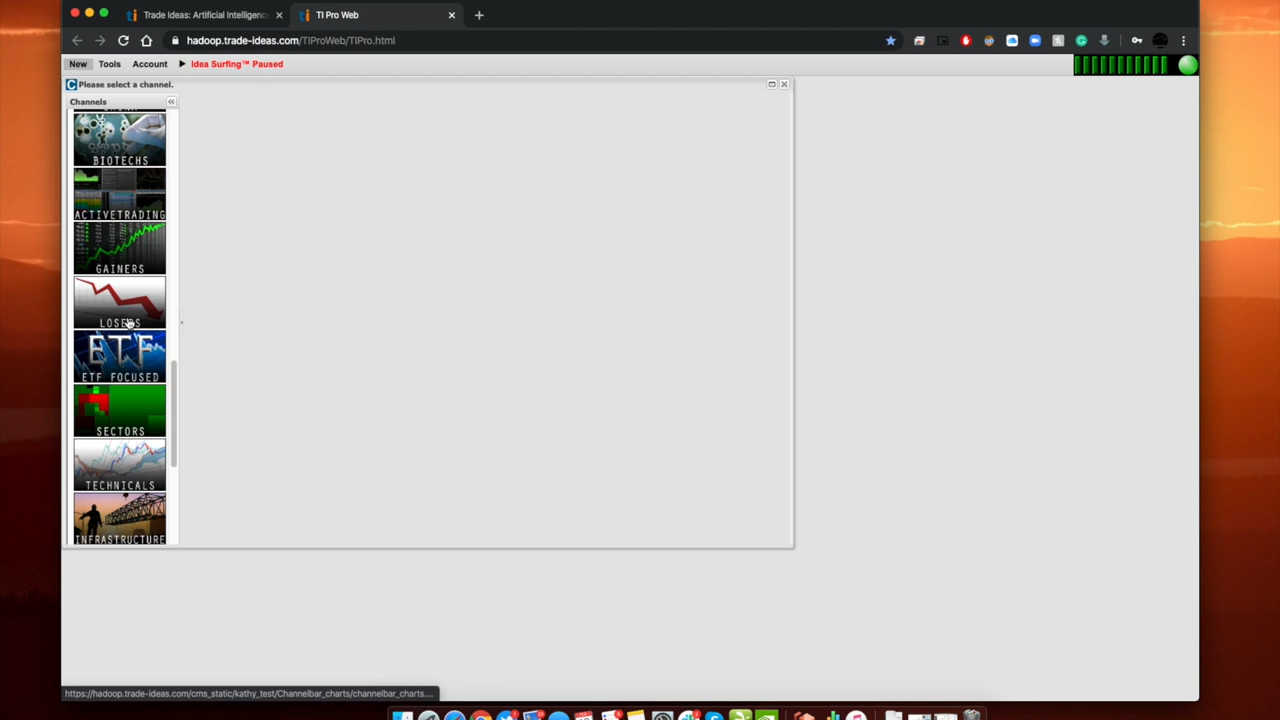 Trade Ideas: Artificial Intelligenc
TI Pro Web
hadoop.trade-ideas.com/TIProWeb/TIPro.html
New Tools Account Idea Surfing™ Paused
Please select a channel.
Channels
BIOTECHS
ACTIVETRADING
GAINERS
LOSERS
ETF
ETF FOCUSED
SECTORS
TECHNICALS
INFRASTRUCTURE
https://hadoop.trade-ideas.com/cms_static/kathy_test/Channelbar_charts/channelbar_charts....